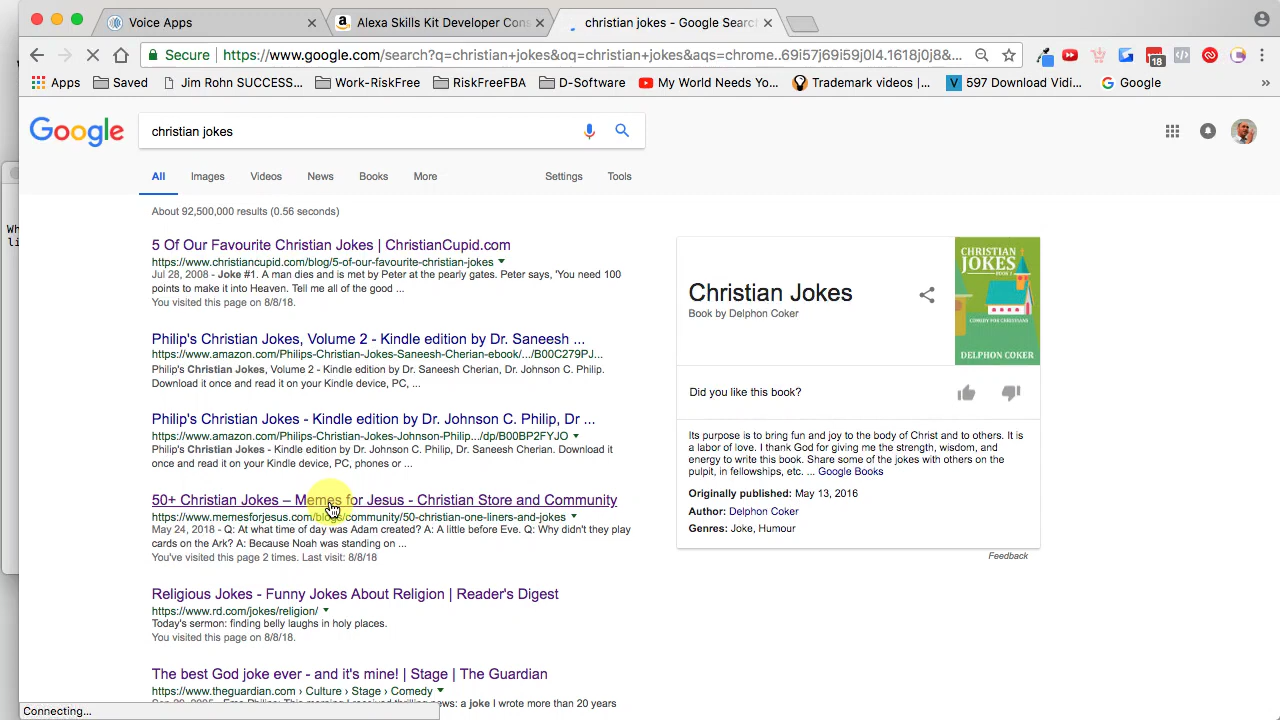 Voice Apps
Alexa Skills Kit Developer Cons
christian jokes - Google Search
Secure
https://www.google.com/search?q=christian+jokes&oq=christian+jokes&aqs=chrome..69i57j69i59j0l4.1618j0j8&...
18
Apps
Saved
Jim Rohn SUCCESS...
Work-RiskFree
RiskFreeFBA
D-Software
My World Needs Yo...
Trademark videos |...
597 Download Vidi...
Google
»
Google
christian jokes
All
Images
Videos
News
Books
More
Settings
Tools
About 92,500,000 results (0.56 seconds)
Wh
li
5 Of Our Favourite Christian Jokes | ChristianCupid.com
https://www.christiancupid.com/blog/5-of-our-favourite-christian-jokes
Jul 28, 2008 - Joke #1. A man dies and is met by Peter at the pearly gates. Peter says, 'You need 100
points to make it into Heaven. Tell me all of the good ...
You visited this page on 8/8/18.
Philip's Christian Jokes, Volume 2 - Kindle edition by Dr. Saneesh ...
https://www.amazon.com/Philips-Christian-Jokes-Saneesh-Cherian-ebook/.../B00C279PJ...
Philip's Christian Jokes, Volume 2 - Kindle edition by Dr. Saneesh Cherian, Dr. Johnson C. Philip.
Download it once and read it on your Kindle device, PC, ...
Philip's Christian Jokes - Kindle edition by Dr. Johnson C. Philip, Dr ...
https://www.amazon.com/Philips-Christian-Jokes-Johnson-Philip.../dp/B00BP2FYJO
Philip's Christian Jokes - Kindle edition by Dr. Johnson C. Philip, Dr. Saneesh Cherian. Download it
once and read it on your Kindle device, PC, phones or ...
50+ Christian Jokes – Memes for Jesus - Christian Store and Community
https://www.memesforjesus.com/blogs/community/50-christian-one-liners-and-jokes
May 24, 2018 - Q: At what time of day was Adam created? A: A little before Eve. Q: Why didn't they play
cards on the Ark? A: Because Noah was standing on ...
You've visited this page 2 times. Last visit: 8/8/18
Religious Jokes - Funny Jokes About Religion | Reader's Digest
https://www.rd.com/jokes/religion/
Today's sermon: finding belly laughs in holy places.
You visited this page on 8/8/18.
The best God joke ever - and it's mine! | Stage | The Guardian
https://www.theguardian.com › Culture › Stage › Comedy
Christian Jokes
Book by Delphon Coker
CHRISTIAN
JOKES
COMEDY FOR CHRISTIANS
DELPHON COKER
Did you like this book?
Its purpose is to bring fun and joy to the body of Christ and to others. It is
a labor of love. I thank God for giving me the strength, wisdom, and
energy to write this book. Share some of the jokes with others on the
pulpit, in fellowships, etc. ... Google Books
Originally published: May 13, 2016
Author: Delphon Coker
Genres: Joke, Humour
Feedback
a joke I wrote more than 20 years
Connecting...